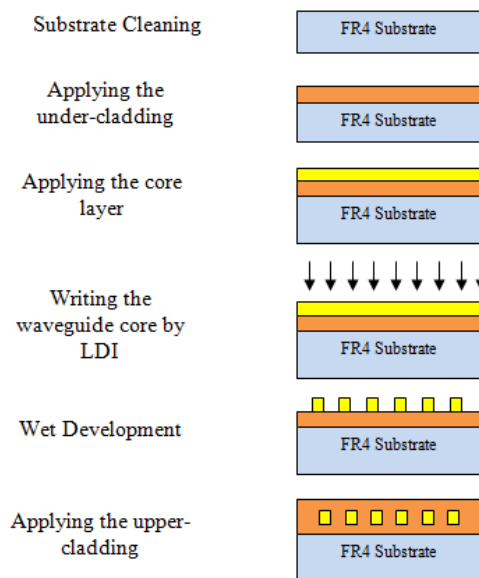 Substrate Cleaning
FR4 Substrate
Applying the
under-cladding
FR4 Substrate
Applying the core
layer
FR4 Substrate
Writing the
waveguide core by
LDI
FR4 Substrate
Wet Development
FR4 Substrate
Applying the upper-
cladding
FR4 Substrate